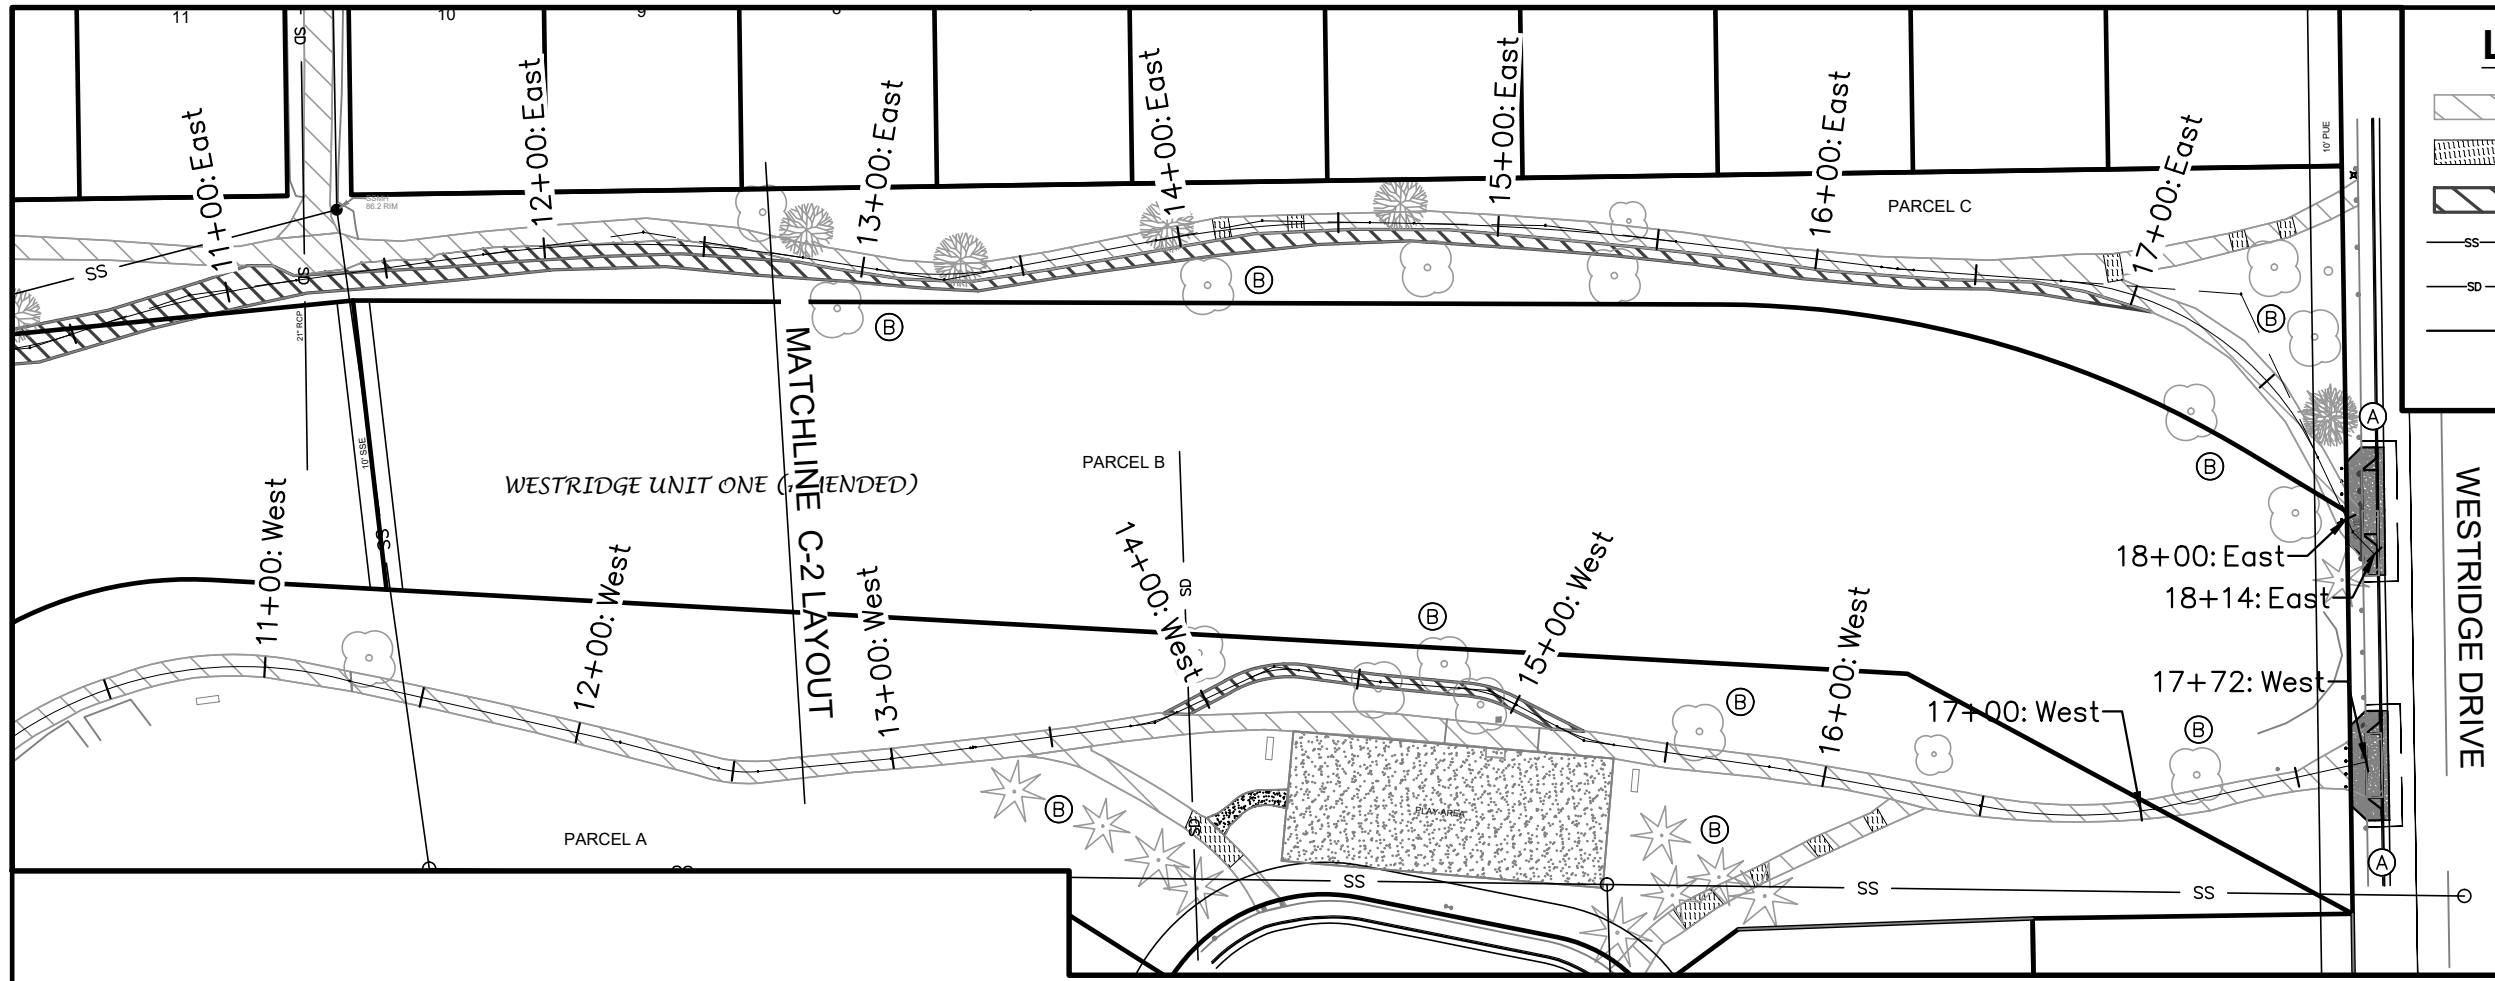 11
10
9
SD
L
11+00: East
12+00: East
13+00: East
14+00: East
15+00: East
16+00: East
17+00: East
10' PUE
SSMH
86.2 RIM
PARCEL C
SS
SD
SS
SD
21" RCP
B
B
B
MATCHLINE C-2 LAYOUT
10' SSE
SS
WESTRIDGE UNIT ONE (
ENDED)
PARCEL B
B
A
WESTRIDGE DRIVE
11+00: West
12+00: West
13+00: West
14+00: West
15+00: West
16+00: West
SD
18+00: East
18+14: East
17+72: West
17+00: West
B
B
B
B
B
PLAY AREA
PARCEL A
SD
SS
SS
SS
SS
A